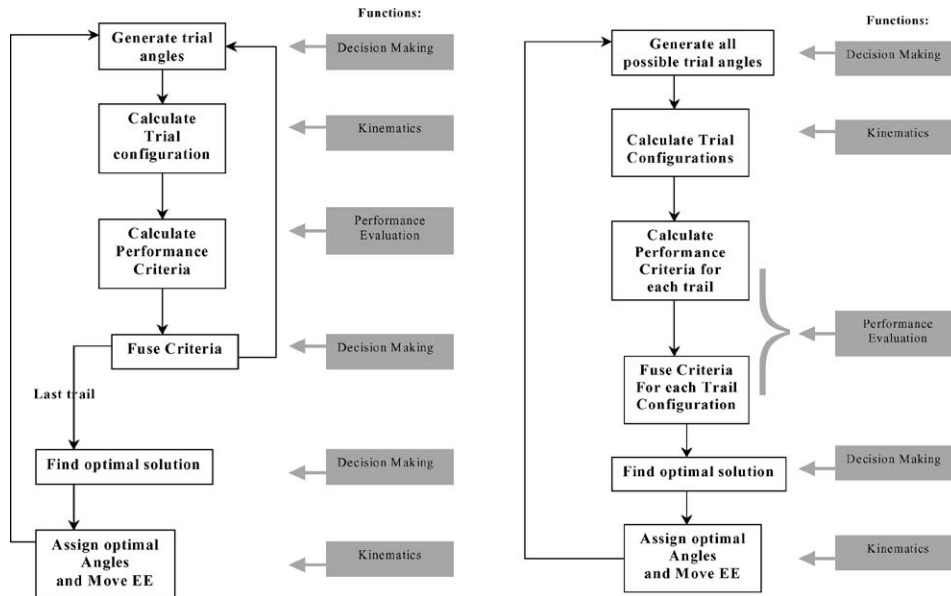 Functions:
Generate trial
angles
Decision Making
Calculate
Trial
configuration
Kinematics
Calculate
Performance
Criteria
Performance
Evaluation
Fuse Criteria
Decision Making
Last trail
Find optimal solution
Decision Making
Assign optimal
Angles
and Move EE
Kinematics
Functions:
Generate all
possible trial angles
Decision Making
Calculate Trial
Configurations
Kinematics
Calculate
Performance
Criteria for
each trail
Performance
Evaluation
Fuse Criteria
For each Trail
Configuration
Find optimal solution
Decision Making
Assign optimal
Angles
and Move EE
Kinematics